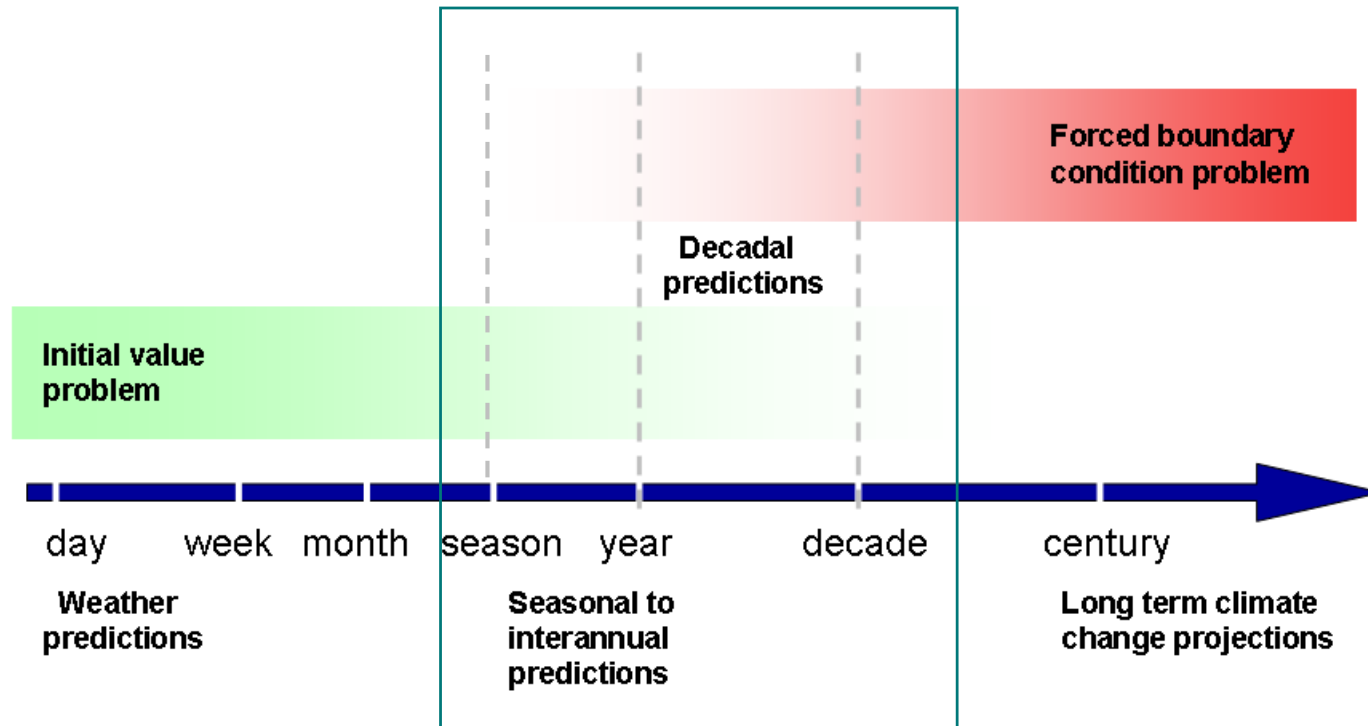 Forced boundary
condition problem
Decadal
predictions
Initial value
problem
day week month season year decade century
Weather
predictions
Seasonal to
interannual
predictions
Long term climate
change projections